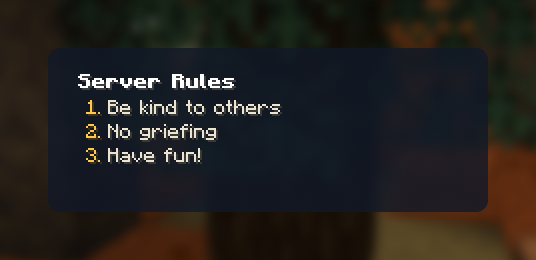 Server Rules
1. Be kind to others
2. No griefing
3. Have fun!